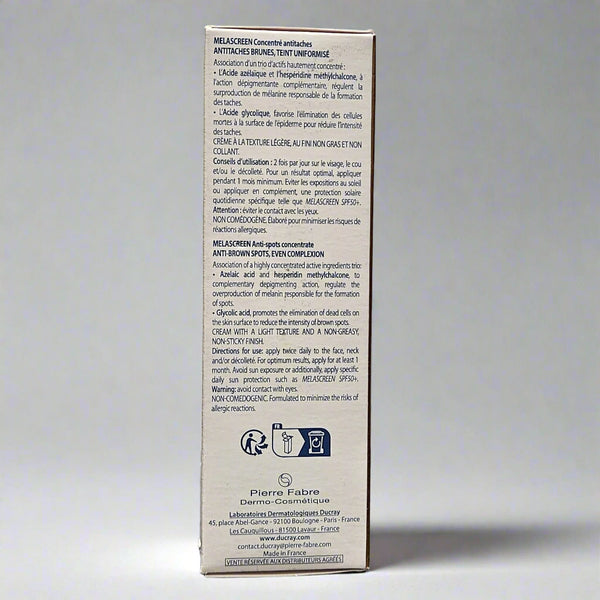 MELASCREEN Concentré antitaches
ANTITACHES BRUNES, TEINT UNIFORMISÉ
Association d'un trio d'actifs hautement concentré :
• L'Acide azélaïque et l'hespéridine méthylchalcone, à
l'action dépigmentante complémentaire, régulent la
surproduction de mélanine responsable de la formation
des taches.
• L'Acide glycolique, favorise l'élimination des cellules
mortes à la surface de l'épiderme pour réduire l'intensité
des taches.
CRÈME À LA TEXTURE LÉGÈRE, AU FINI NON GRAS ET NON
COLLANT.
Conseils d'utilisation : 2 fois par jour sur le visage, le cou
et/ou le décolleté. Pour un résultat optimal, appliquer
pendant 1 mois minimum. Eviter les expositions au soleil
ou appliquer en complément, une protection solaire
quotidienne spécifique telle que MELASCREEN SPF50+.
Attention : éviter le contact avec les yeux.
NON COMÉDOGÈNE. Élaboré pour minimiser les risques de
réactions allergiques.
MELASCREEN Anti-spots concentrate
ANTI-BROWN SPOTS, EVEN COMPLEXION
Association of a highly concentrated active ingredients trio:
• Azelaic acid and hesperidin methylchalcone, to
complementary depigmenting action, regulate the
overproduction of melanin responsible for the formation
of spots.
• Glycolic acid, promotes the elimination of dead cells on
the skin surface to reduce the intensity of brown spots.
CREAM WITH A LIGHT TEXTURE AND A NON-GREASY,
NON-STICKY FINISH.
Directions for use: apply twice daily to the face, neck
and/or décolleté. For optimum results, apply for at least 1
month. Avoid sun exposure or additionally, apply specific
daily sun protection such as MELASCREEN SPF50+.
Warning: avoid contact with eyes.
NON-COMEDOGENIC. Formulated to minimize the risks of
allergic reactions.
FR
Pierre Fabre
Dermo-Cosmétique
Laboratoires Dermatologiques Ducray
45, place Abel-Gance - 92100 Boulogne - Paris - France
Les Cauquillous - 81500 Lavaur - France
www.ducray.com
contact.ducray@pierre-fabre.com
Made in France
VENTE RÉSERVÉE AUX DÉPOSITAIRES AGRÉÉS